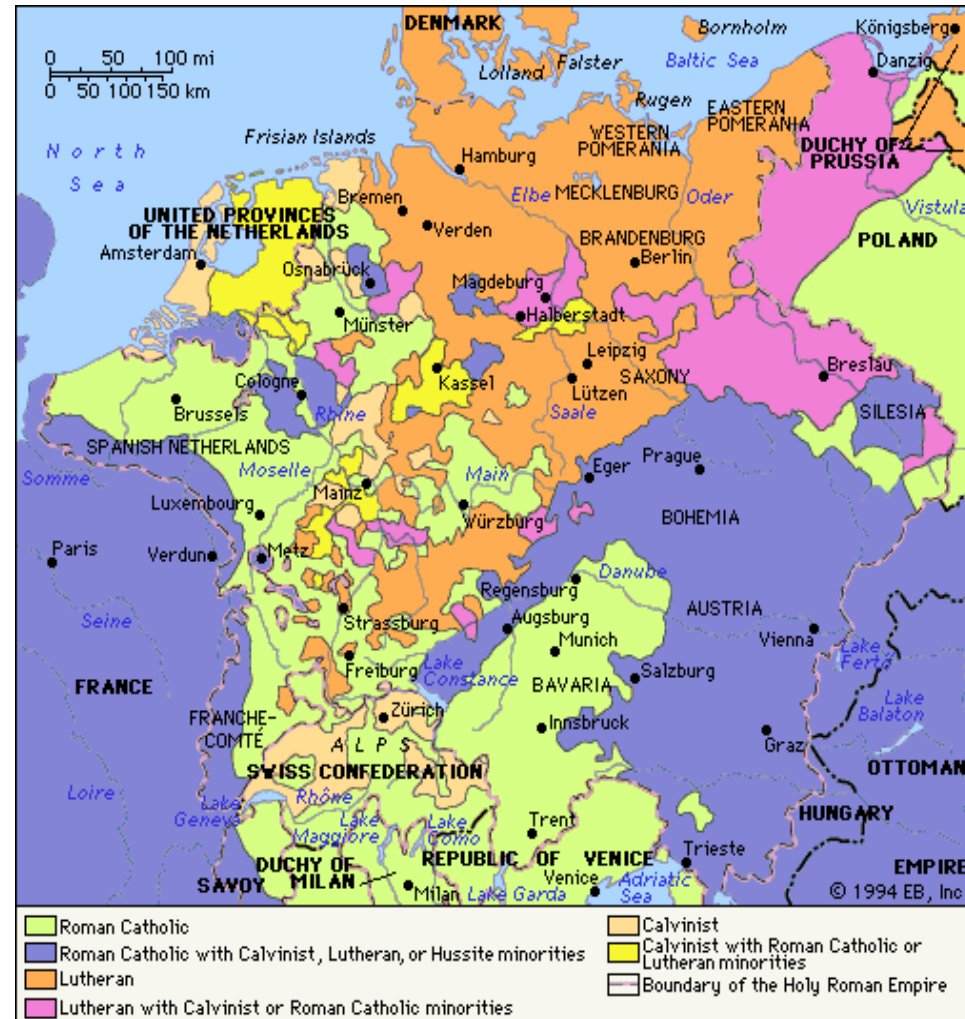 DENMARK
Bornholm
Königsberg
0 50 100 mi
0 50 100 150 km
Lolland
Falster
Baltic Sea
Danzig
Rugen
EASTERN
POMERANIA
WESTERN
POMERANIA
DUCHY OF
PRUSSIA
North
Sea
Frisian Islands
Hamburg
Elbe
MECKLENBURG
Oder
Vistula
Bremen
UNITED PROVINCES
OF THE NETHERLANDS
Verden
BRANDENBURG
POLAND
Amsterdam
Osnabrück
Berlin
Magdeburg
Münster
Halberstadt
Leipzig
Kassel
SAXONY
Breslau
Cologne
Lützen
Brussels
Rhine
Saale
SILESIA
SPANISH NETHERLANDS
Somme
Moselle
Main
Eger
Prague
Mainz
Luxembourg
Würzburg
BOHEMIA
Paris
Verdun
Metz
Danube
Regensburg
Seine
Strassburg
Augsburg
AUSTRIA
Munich
Vienna
Freiburg
Lake
Constance
Salzburg
Lake
Fertő
FRANCE
BAVARIA
Zürich
Lake
Balaton
FRANCHE-
COMTÉ
Innsbruck
Graz
ALPS
SWISS CONFEDERATION
OTTOMAN
Loire
Rhône
Lake
Geneva
HUNGARY
Lake
Maggiore
Lake
Como
Trent
DUCHY OF
MILAN
REPUBLIC OF VENICE
Trieste
SAVOY
Venice
Adriatic
Sea
EMPIRE
Milan
Lake Garda
© 1994 EB, Inc
Roman Catholic
Roman Catholic with Calvinist, Lutheran, or Hussite minorities
Lutheran
Lutheran with Calvinist or Roman Catholic minorities
Calvinist
Calvinist with Roman Catholic or
Lutheran minorities
Boundary of the Holy Roman Empire